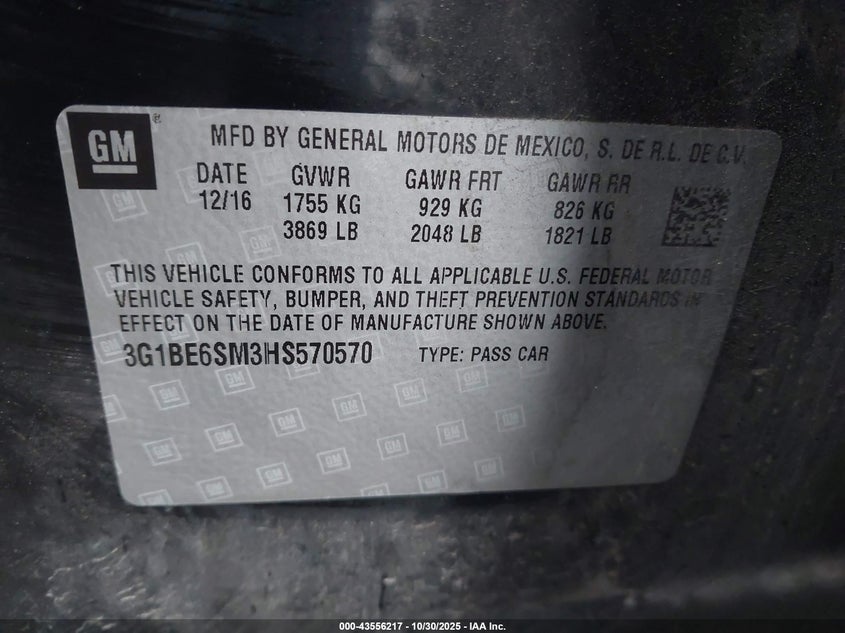 GM
MFD BY GENERAL MOTORS DE MEXICO, S. DE R.L. DE C.V.
DATE GVWR GAWR FRT GAWR RR
12/16 1755 KG 929 KG 826 KG
3869 LB 2048 LB 1821 LB
THIS VEHICLE CONFORMS TO ALL APPLICABLE U.S. FEDERAL MOTOR
VEHICLE SAFETY, BUMPER, AND THEFT PREVENTION STANDARDS IN
EFFECT ON THE DATE OF MANUFACTURE SHOWN ABOVE.
3G1BE6SM3HS570570 TYPE: PASS CAR
000-43556217 - 10/30/2025 - IAA Inc.